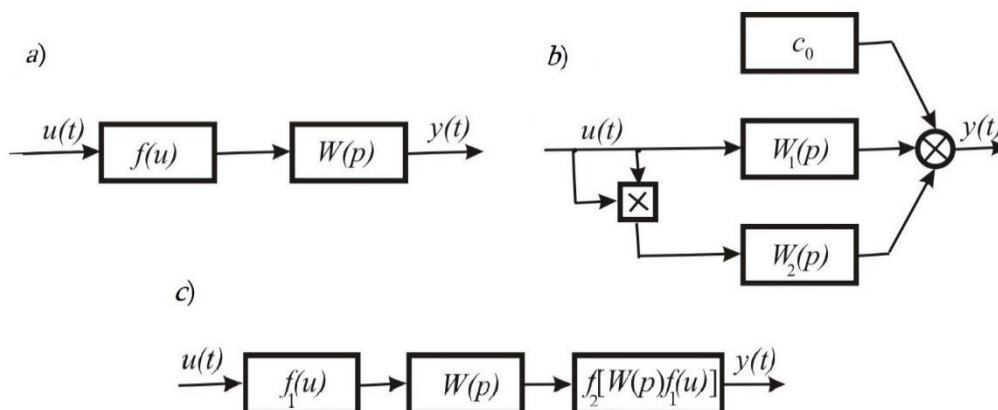 a)
u(t) f(u) W(p) y(t)
b)
c₀
u(t) W₁(p) y(t)
×
W₂(p)
c)
u(t) f₁(u) W(p) f₂[W(p)f₁(u)] y(t)